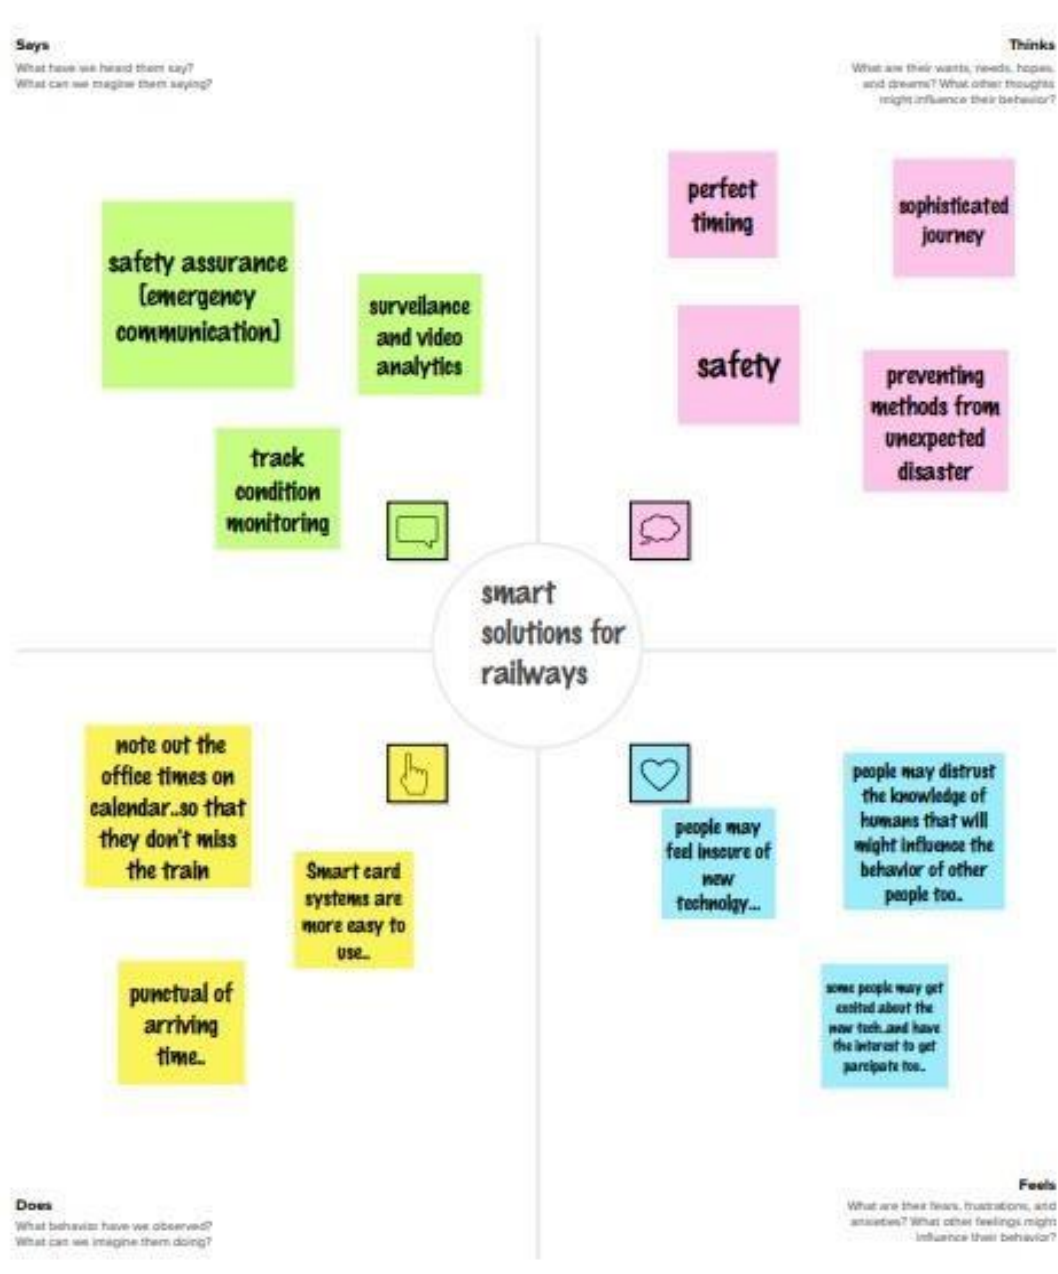 Says
What have we heard them say?
What can we imagine them saying?
Thinks
What are their wants, needs, hopes,
and dreams? What other thoughts
might influence their behavior?
safety assurance
[emergency
communication]
surveilance
and video
analytics
track
condition
monitoring
perfect
timing
sophisticated
journey
safety
preventing
methods from
unexpected
disaster
smart
solutions for
railways
note out the
office times on
calendar..so that
they don't miss
the train
Smart card
systems are
more easy to
use..
punctual of
arriving
time..
people may
feel inscure of
new
technolgy...
people may distrust
the knowledge of
humans that will
might influence the
behavior of other
people too..
some people may get
excited about the
new tech..and have
the interest to get
parcipate too..
Does
What behavior have we observed?
What can we imagine them doing?
Feels
What are their fears, frustrations, and
anxieties? What other feelings might
influence their behavior?